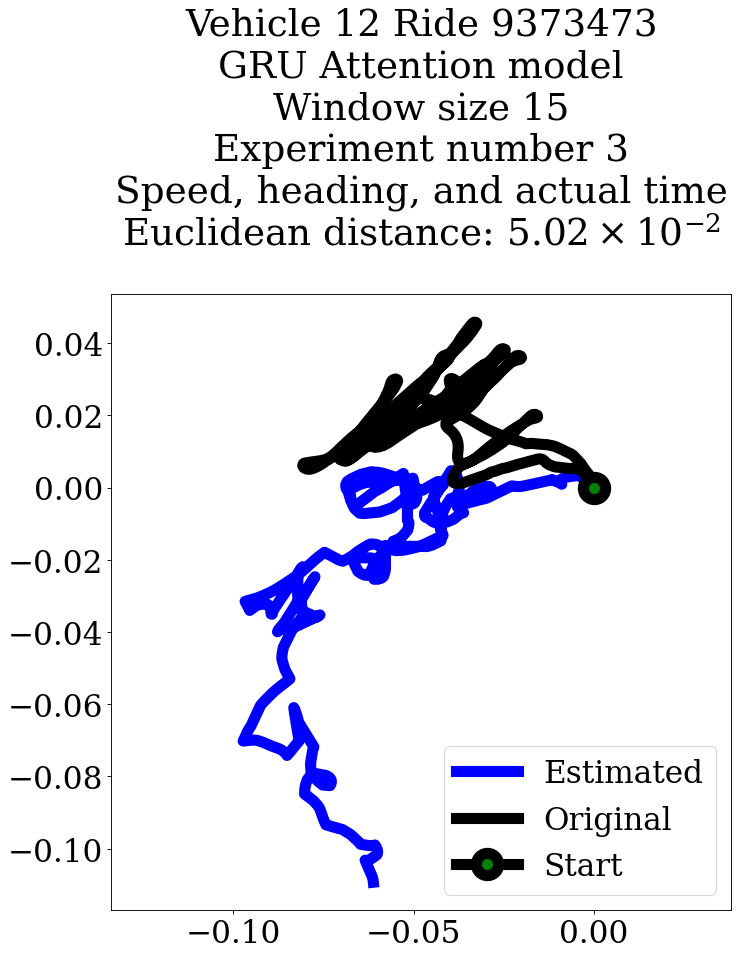 Vehicle 12 Ride 9373473
GRU Attention model
Window size 15
Experiment number 3
Speed, heading, and actual time
Euclidean distance: 5.02 × 10⁻²
0.04
0.02
0.00
−0.02
−0.04
−0.06
−0.08
−0.10
Estimated
Original
Start
−0.10
−0.05
0.00